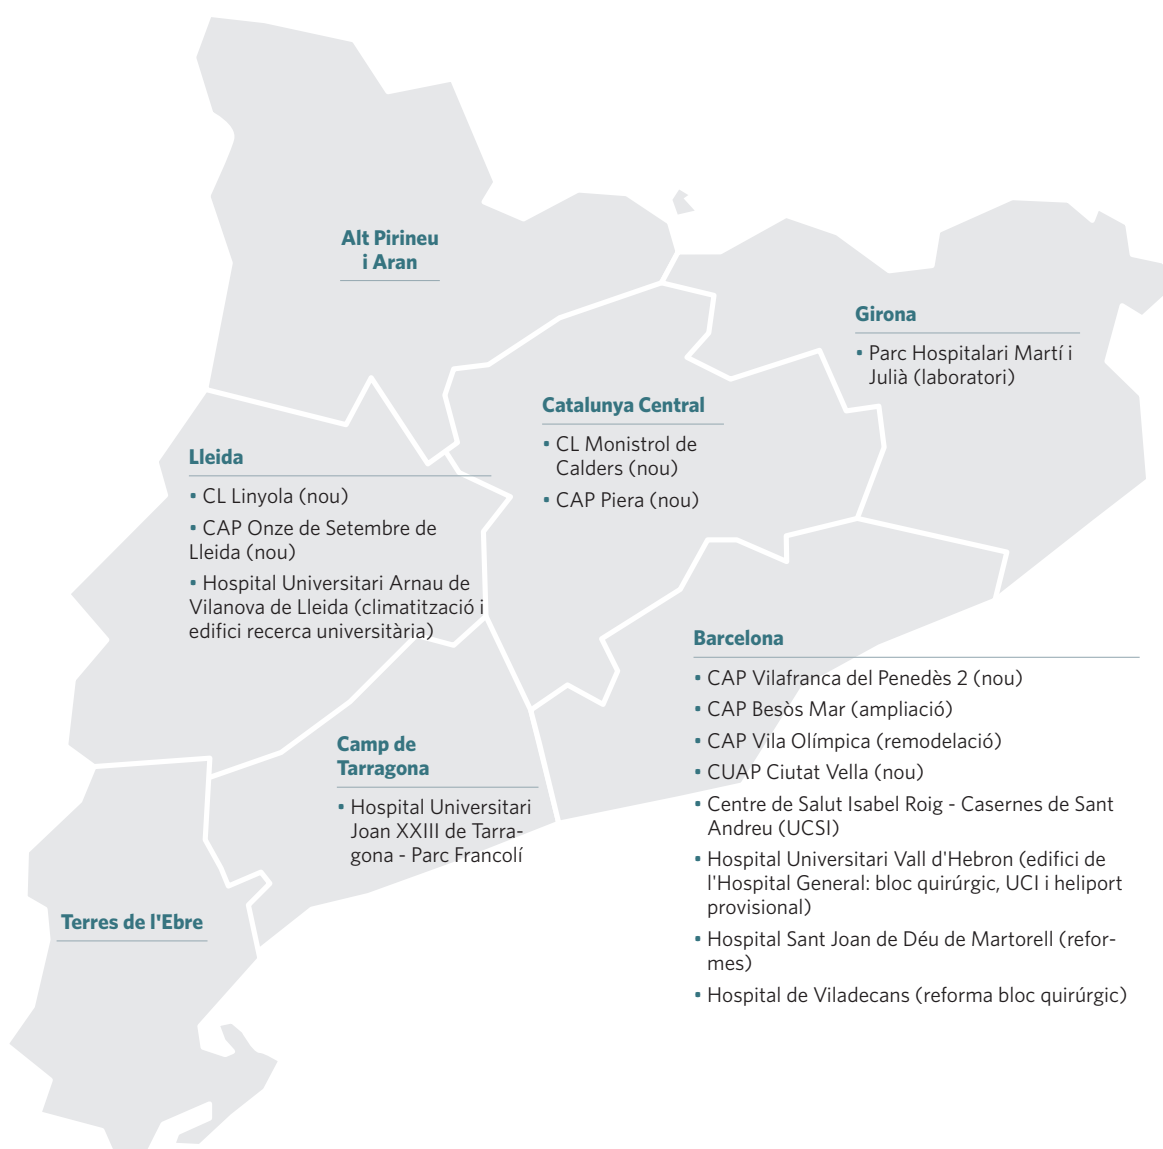 Alt Pirineu
i Aran
Girona
• Parc Hospitalari Martí i
Julià (laboratori)
Catalunya Central
• CL Monistrol de
Calders (nou)
• CAP Piera (nou)
Lleida
• CL Linyola (nou)
• CAP Onze de Setembre de
Lleida (nou)
• Hospital Universitari Arnau de
Vilanova de Lleida (climatització i
edifici recerca universitària)
Barcelona
• CAP Vilafranca del Penedès 2 (nou)
• CAP Besòs Mar (ampliació)
• CAP Vila Olímpica (remodelació)
• CUAP Ciutat Vella (nou)
• Centre de Salut Isabel Roig - Casernes de Sant
Andreu (UCSI)
• Hospital Universitari Vall d'Hebron (edifici de
l'Hospital General: bloc quirúrgic, UCI i heliport
provisional)
• Hospital Sant Joan de Déu de Martorell (refor-
mes)
• Hospital de Viladecans (reforma bloc quirúrgic)
Camp de
Tarragona
• Hospital Universitari
Joan XXIII de Tarra-
gona - Parc Francolí
Terres de l'Ebre